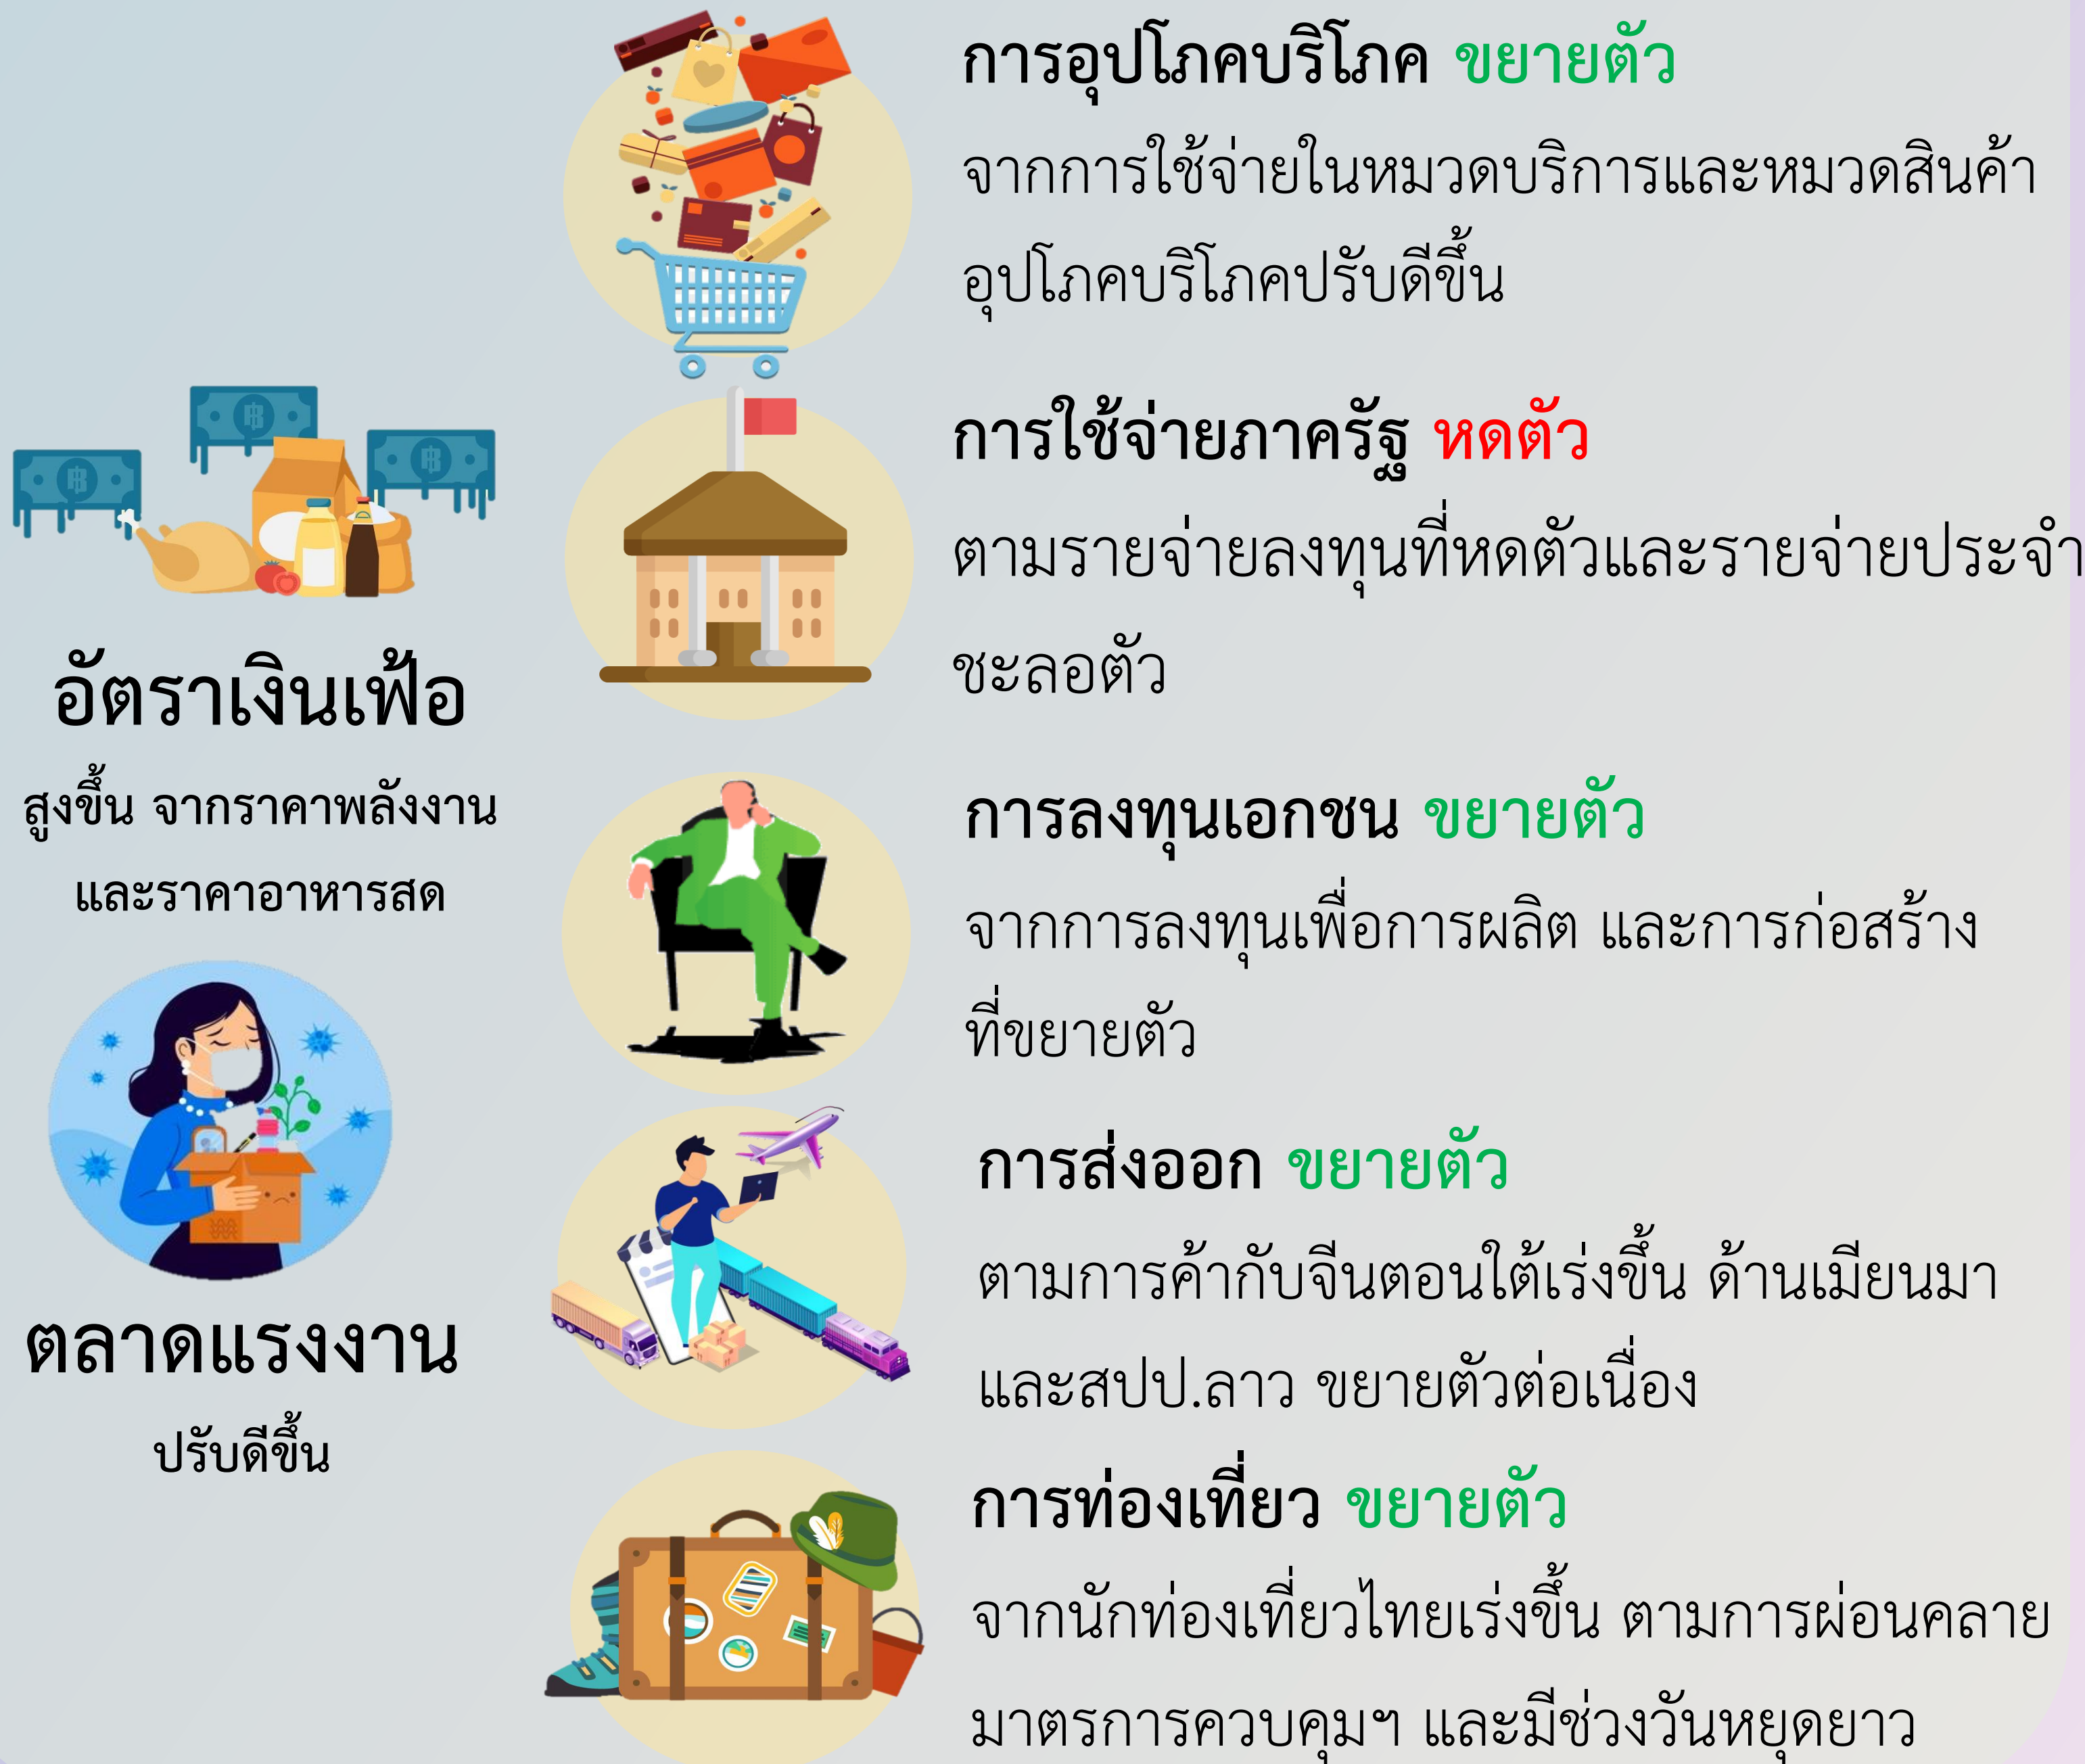 การอุปโภคบริโภค ขยายตัว
จากการใช้จ่ายในหมวดบริการและหมวดสินค้า
อุปโภคบริโภคปรับดีขึ้น
การใช้จ่ายภาครัฐ หดตัว
ตามรายจ่ายลงทุนที่หดตัวและรายจ่ายประจำ
ชะลอตัว
อัตราเงินเฟ้อ
สูงขึ้น จากราคาพลังงาน
และราคาอาหารสด
การลงทุนเอกชน ขยายตัว
จากการลงทุนเพื่อการผลิต และการก่อสร้าง
ที่ขยายตัว
การส่งออก ขยายตัว
ตามการค้ากับจีนตอนใต้เร่งขึ้น ด้านเมียนมา
และสปป.ลาว ขยายตัวต่อเนื่อง
ตลาดแรงงาน
ปรับดีขึ้น
การท่องเที่ยว ขยายตัว
จากนักท่องเที่ยวไทยเร่งขึ้น ตามการผ่อนคลาย
มาตรการควบคุมฯ และมีช่วงวันหยุดยาว